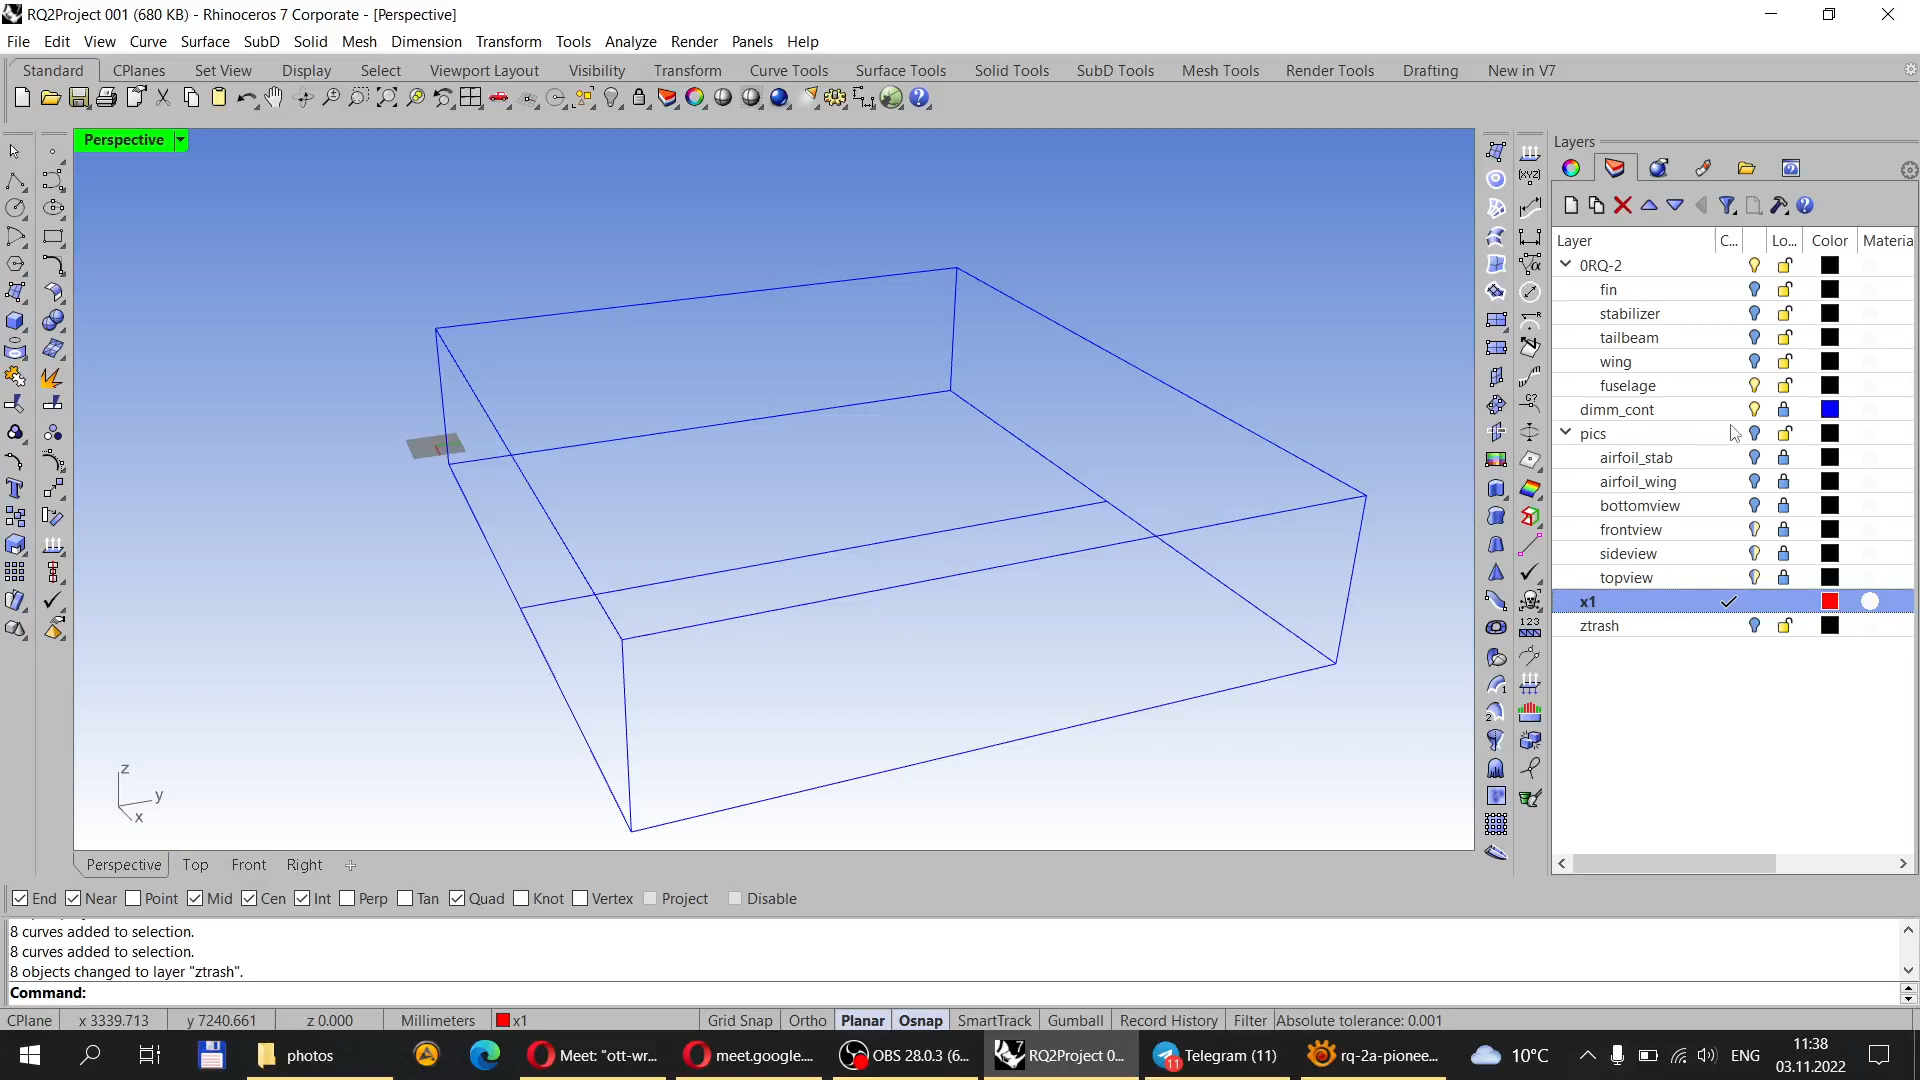 RQ2Project 001 (680 KB) - Rhinoceros 7 Corporate - [Perspective]
File Edit View Curve Surface SubD Solid Mesh Dimension Transform Tools Analyze Render Panels Help
Standard CPlanes Set View Display Select Viewport Layout Visibility Transform Curve Tools Surface Tools Solid Tools SubD Tools Mesh Tools Render Tools Drafting New in V7
Perspective
Layers
Layer C... Lo... Color Materia
0RQ-2
fin
stabilizer
tailbeam
wing
fuselage
dimm_cont
pics
airfoil_stab
airfoil_wing
bottomview
frontview
sideview
topview
x1
ztrash
z
y
x
Perspective Top Front Right
End Near Point Mid Cen Int Perp Tan Quad Knot Vertex Project Disable
8 curves added to selection.
8 curves added to selection.
8 objects changed to layer "ztrash".
Command:
CPlane x 3339.713 y 7240.661 z 0.000 Millimeters x1 Grid Snap Ortho Planar Osnap SmartTrack Gumball Record History Filter Absolute tolerance: 0.001
photos Meet: "ott-wr... meet.google.... OBS 28.0.3 (6... RQ2Project 0... Telegram (11) rq-2a-pionee... 10°C ENG 11:38
03.11.2022